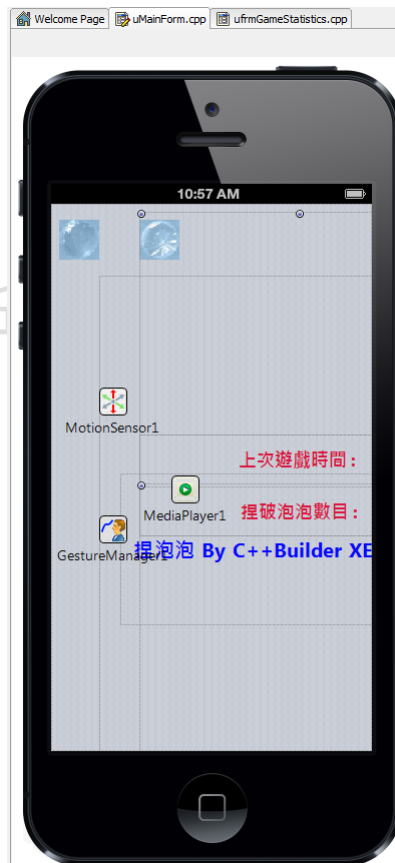 Welcome Page uMainForm.cpp ufrmGameStatistics.cpp
10:57 AM
MotionSensor1
上次遊戲時間：
MediaPlayer1
捏破泡泡數目：
GestureManager1
捏泡泡 By C++Builder XE